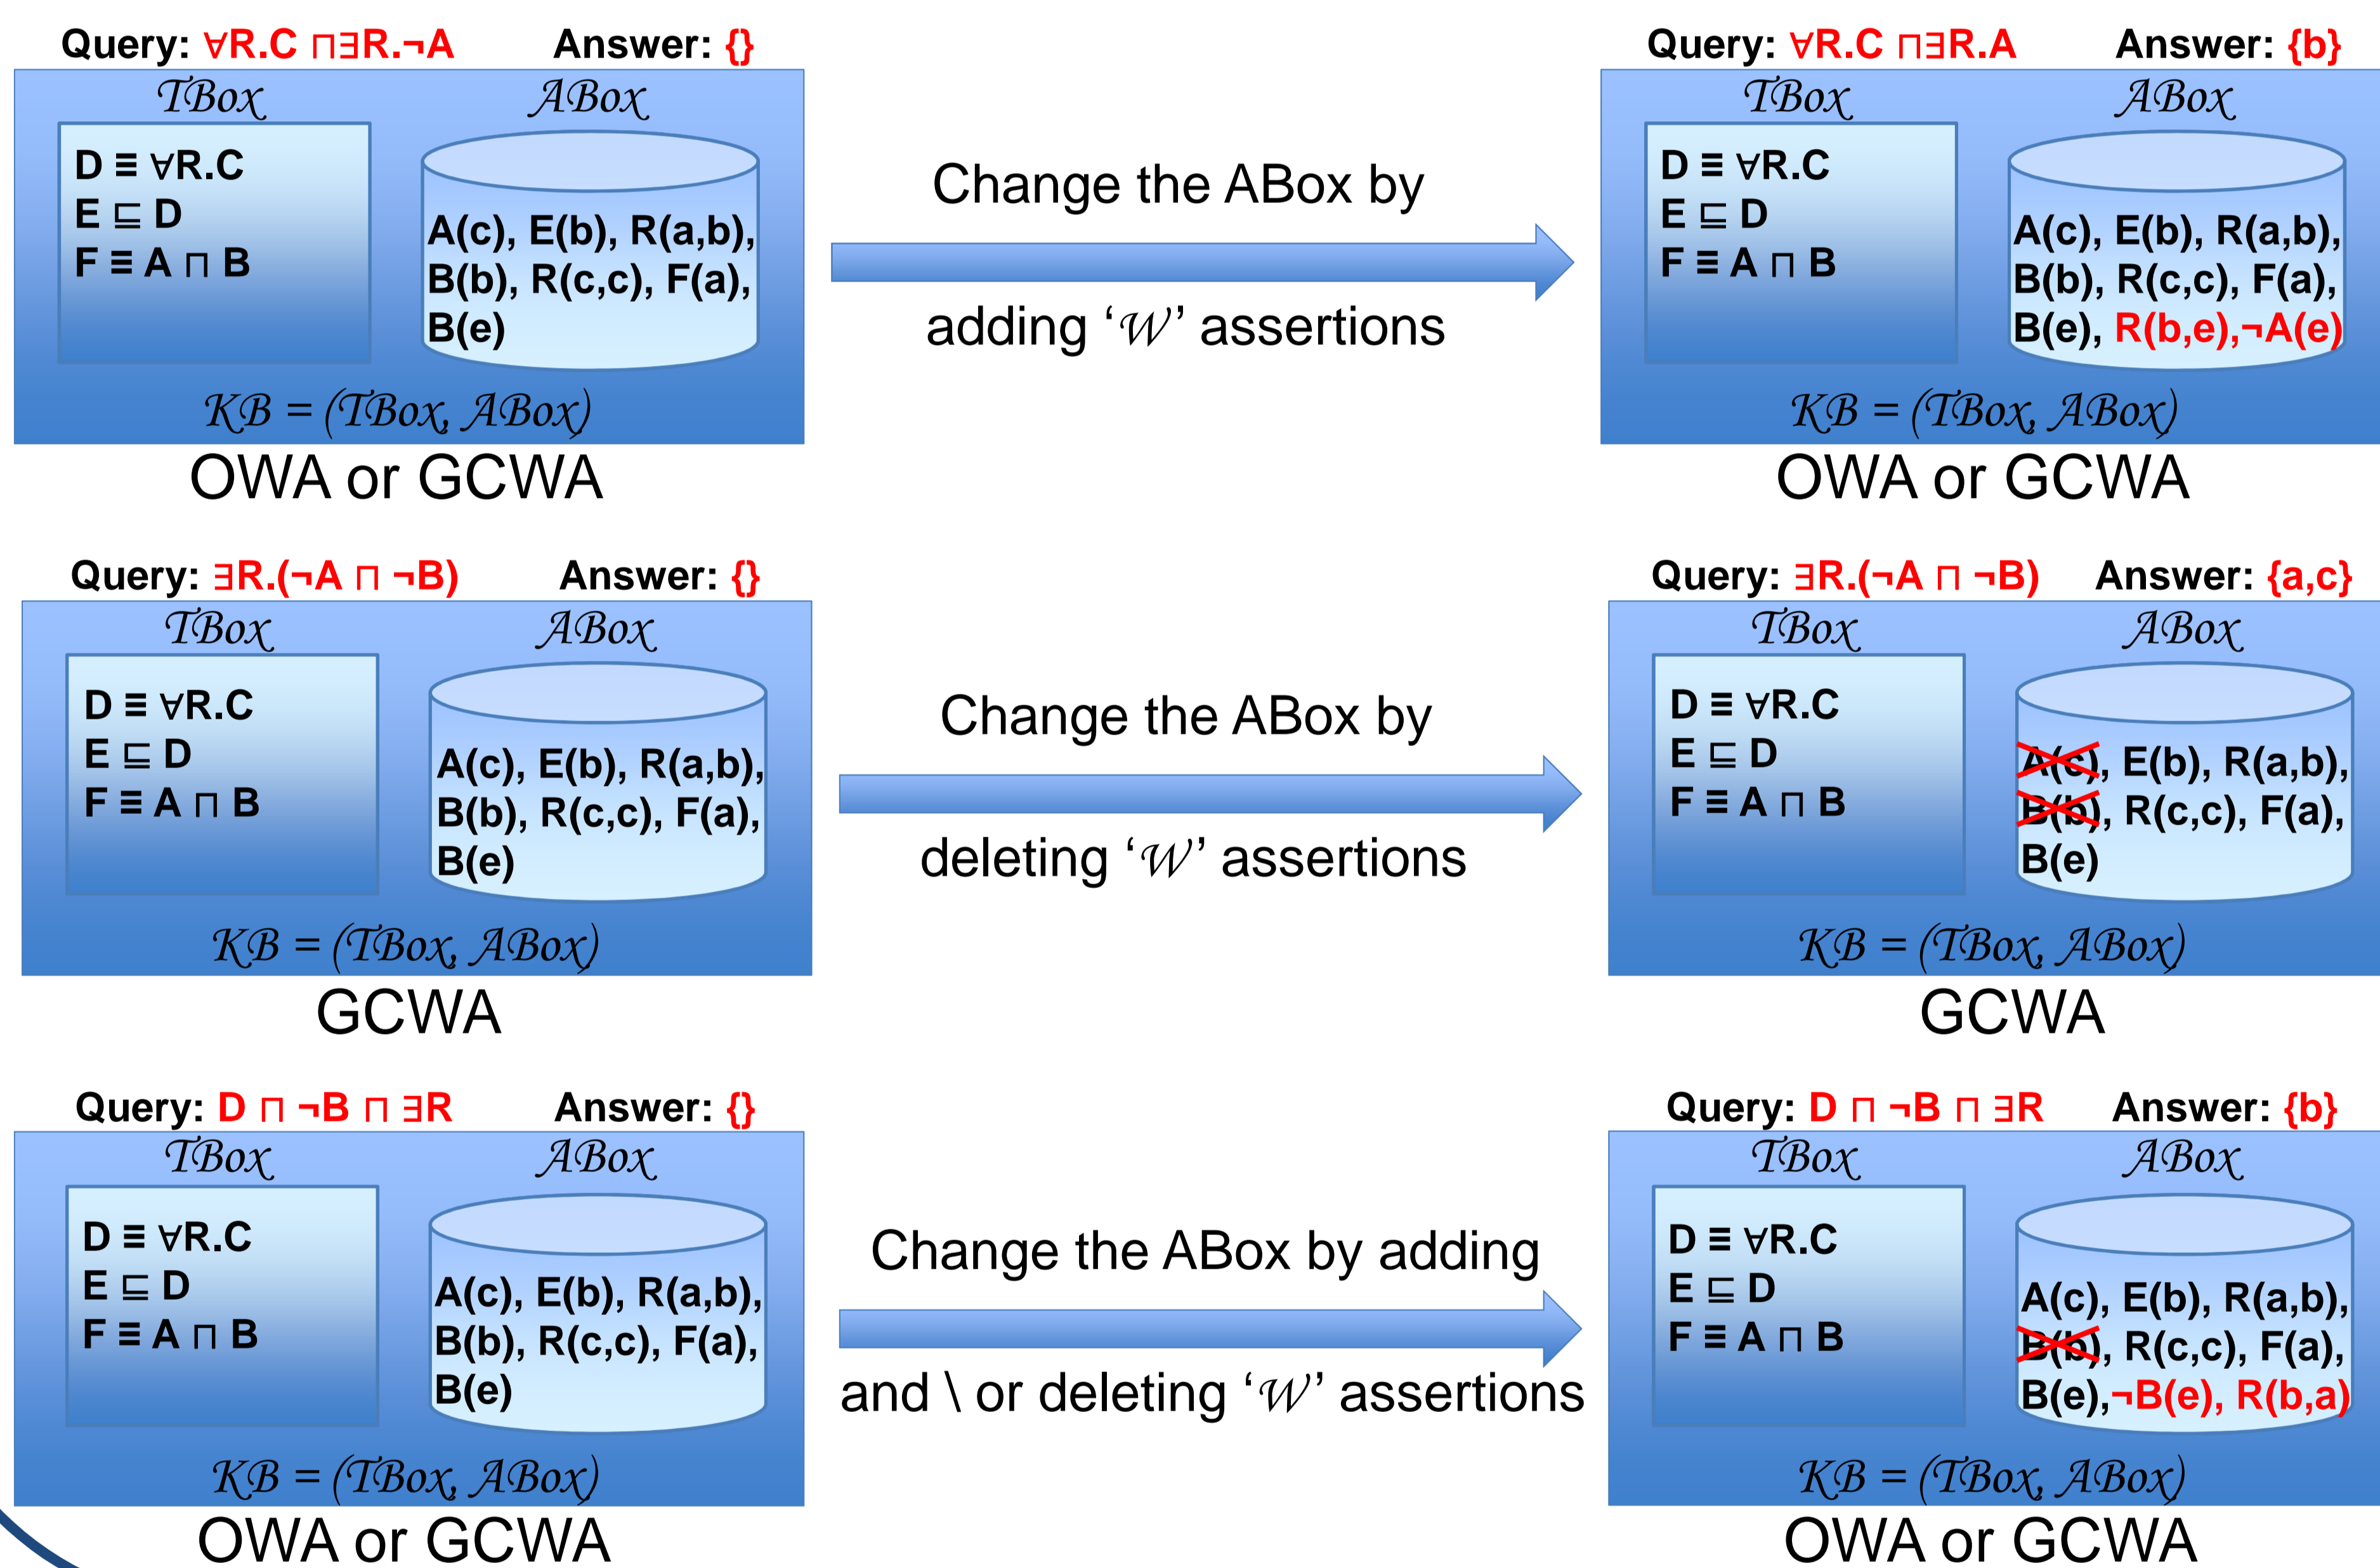 Query: ∀R.C ⊓∃R.¬A Answer: {}
TBox ABox
D ≡ ∀R.C
E ⊑ D
F ≡ A ⊓ B
A(c), E(b), R(a,b),
B(b), R(c,c), F(a),
B(e)
KB = (TBox, ABox)
OWA or GCWA
Change the ABox by
adding ‘W’ assertions
Query: ∀R.C ⊓∃R.A Answer: {b}
TBox ABox
D ≡ ∀R.C
E ⊑ D
F ≡ A ⊓ B
A(c), E(b), R(a,b),
B(b), R(c,c), F(a),
B(e), R(b,e),¬A(e)
KB = (TBox, ABox)
OWA or GCWA
Query: ∃R.(¬A ⊓ ¬B) Answer: {}
TBox ABox
D ≡ ∀R.C
E ⊑ D
F ≡ A ⊓ B
A(c), E(b), R(a,b),
B(b), R(c,c), F(a),
B(e)
KB = (TBox, ABox)
GCWA
Change the ABox by
deleting ‘W’ assertions
Query: ∃R.(¬A ⊓ ¬B) Answer: {a,c}
TBox ABox
D ≡ ∀R.C
E ⊑ D
F ≡ A ⊓ B
A(c), E(b), R(a,b),
B(b), R(c,c), F(a),
B(e)
KB = (TBox, ABox)
GCWA
Query: D ⊓ ¬B ⊓ ∃R Answer: {}
TBox ABox
D ≡ ∀R.C
E ⊑ D
F ≡ A ⊓ B
A(c), E(b), R(a,b),
B(b), R(c,c), F(a),
B(e)
KB = (TBox, ABox)
OWA or GCWA
Change the ABox by adding
and \ or deleting ‘W’ assertions
Query: D ⊓ ¬B ⊓ ∃R Answer: {b}
TBox ABox
D ≡ ∀R.C
E ⊑ D
F ≡ A ⊓ B
A(c), E(b), R(a,b),
B(b), R(c,c), F(a),
B(e),¬B(e), R(b,a)
KB = (TBox, ABox)
OWA or GCWA